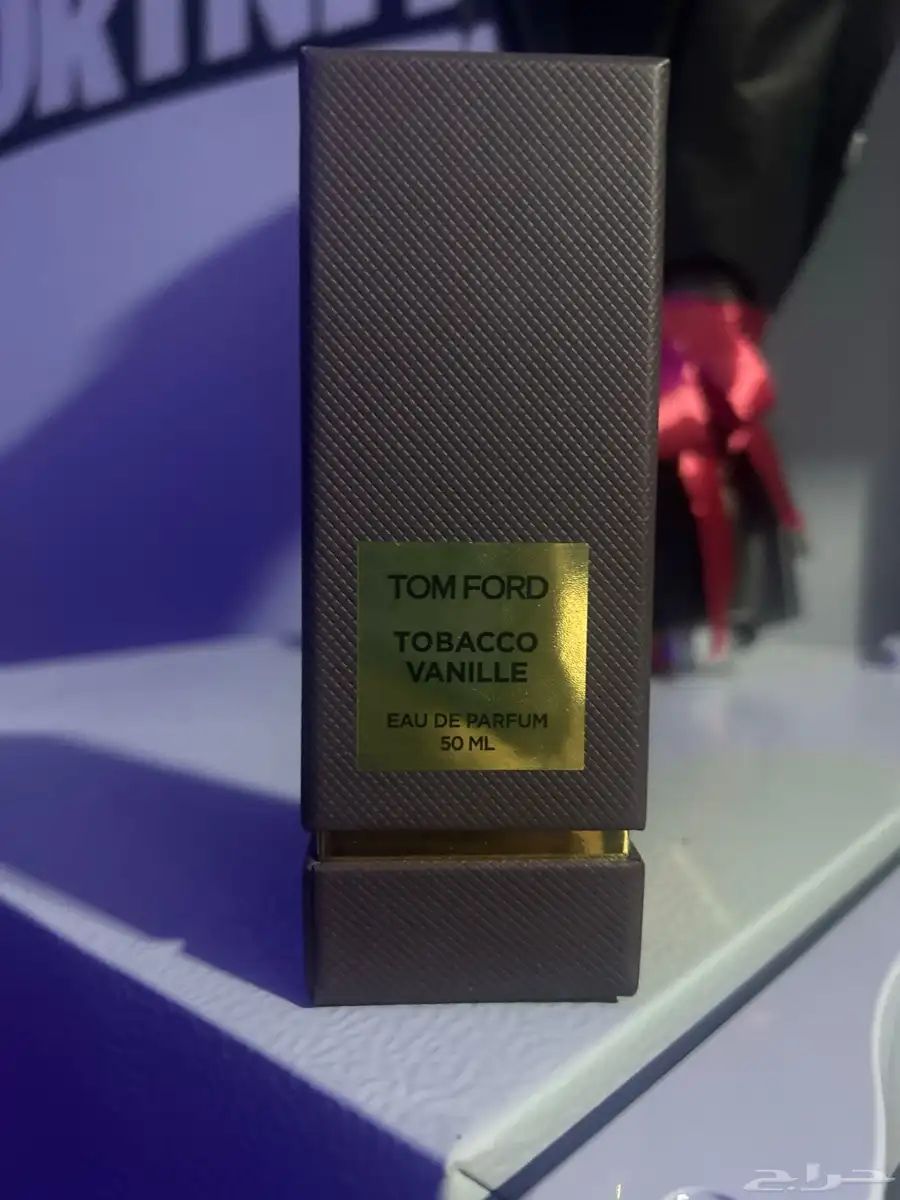 TOM FORD
TOBACCO
VANILLE
EAU DE PARFUM
50 ML
حراج